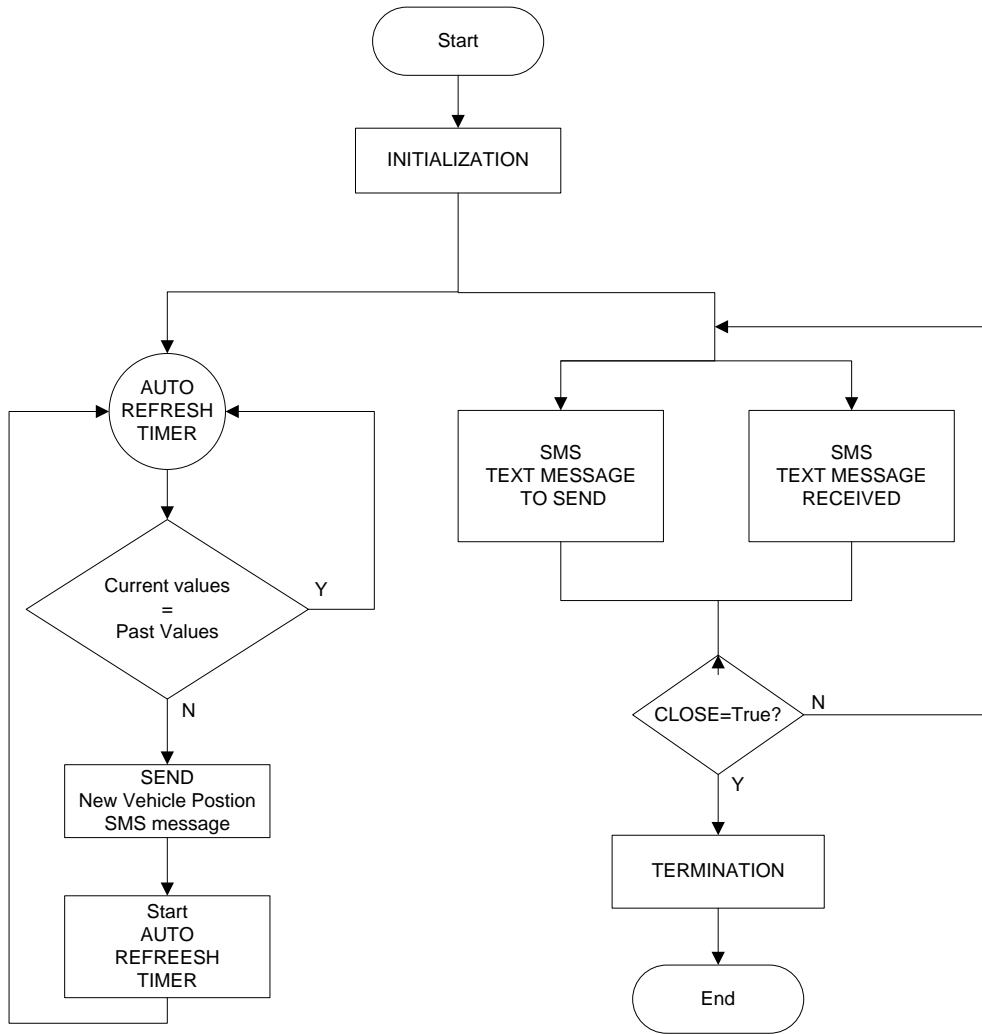 Start
INITIALIZATION
AUTO
REFRESH
TIMER
Current values
=
Past Values
Y
N
SEND
New Vehicle Postion
SMS message
Start
AUTO
REFREESH
TIMER
SMS
TEXT MESSAGE
TO SEND
SMS
TEXT MESSAGE
RECEIVED
CLOSE=True?
N
Y
TERMINATION
End